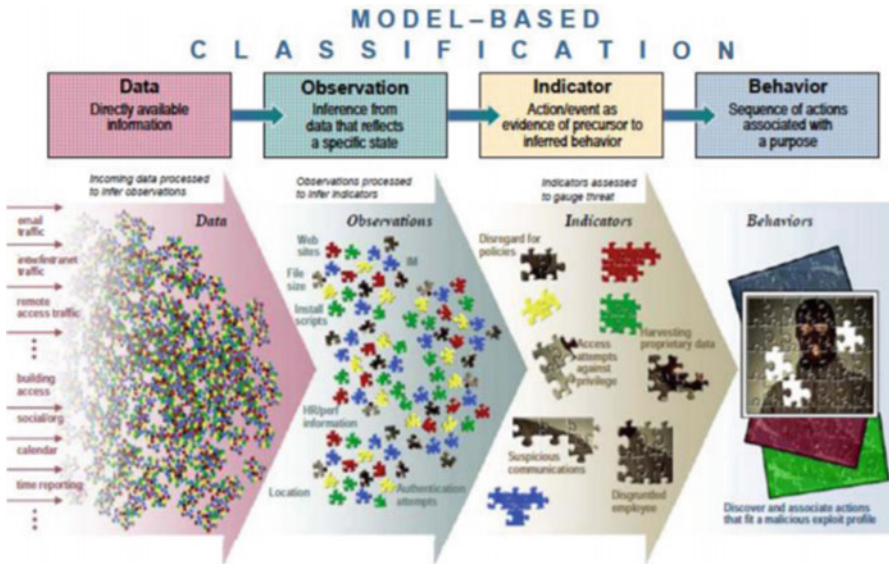 MODEL–BASED
CLASSIFICATION
Data
Directly available
information
Observation
Inference from
data that reflects
a specific state
Indicator
Action/event as
evidence of precursor to
inferred behavior
Behavior
Sequence of actions
associated with
a purpose
Incoming data processed
to infer observations
Observations processed
to infer indicators
Indicators assessed
to gauge threat
Data
Observations
Indicators
Behaviors
email
traffic
traffic
remote
access traffic
building
access
social/org
calendar
time reporting
Web
sites
IM
File
size
Install
scripts
HR/perf
information
Location
Authentication
attempts
Disregard for
policies
Harvesting
proprietary data
Access
attempts
against
privilege
Suspicious
communications
Disgruntled
employee
Discover and associate actions
that fit a malicious exploit profile